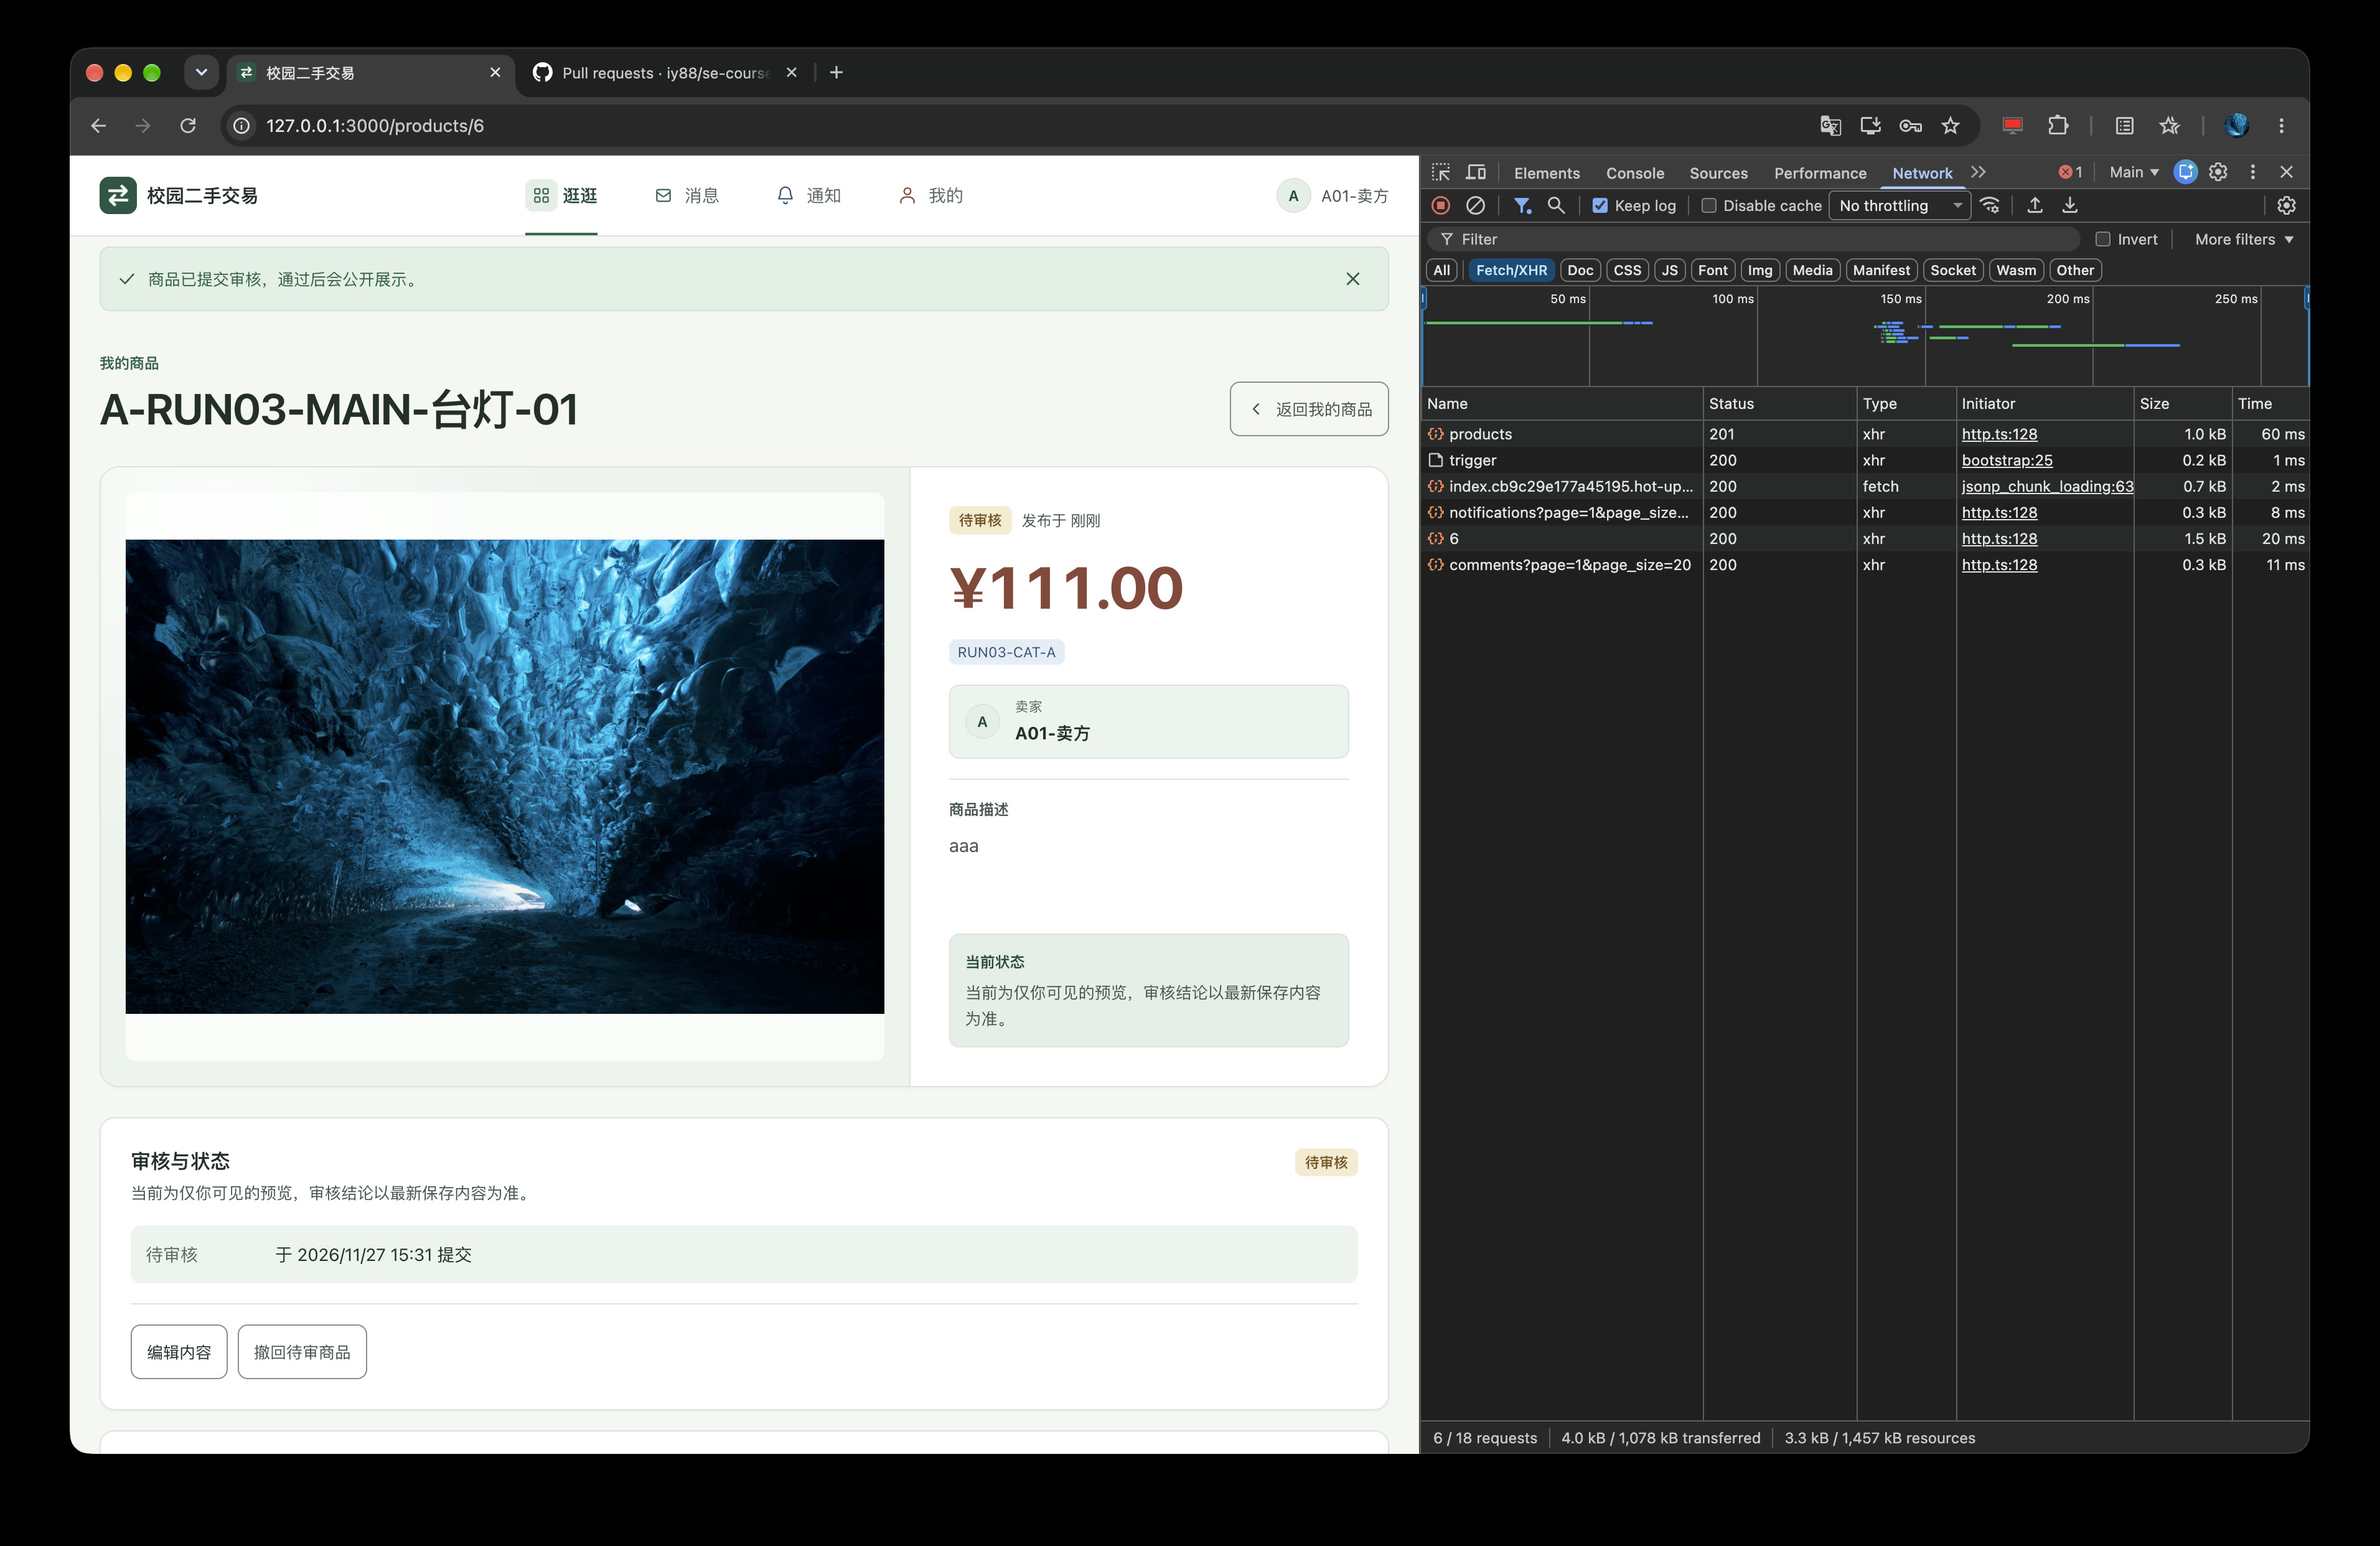 校园二手交易
Pull requests · iy88/se-course
127.0.0.1:3000/products/6
校园二手交易
逛逛
消息
通知
我的
A
A01-卖方
商品已提交审核，通过后会公开展示。
我的商品
A-RUN03-MAIN-台灯-01
返回我的商品
待审核
发布于 刚刚
¥111.00
RUN03-CAT-A
A
卖家
A01-卖方
商品描述
aaa
当前状态
当前为仅你可见的预览，审核结论以最新保存内容
为准。
审核与状态
待审核
当前为仅你可见的预览，审核结论以最新保存内容为准。
待审核 于 2026/11/27 15:31 提交
编辑内容
撤回待审商品
Elements Console Sources Performance Network 1 Main
Keep log Disable cache No throttling
Filter Invert More filters
All Fetch/XHR Doc CSS JS Font Img Media Manifest Socket Wasm Other
50 ms 100 ms 150 ms 200 ms 250 ms
Name Status Type Initiator Size Time
products 201 xhr http.ts:128 1.0 kB 60 ms
trigger 200 xhr bootstrap:25 0.2 kB 1 ms
index.cb9c29e177a45195.hot-up... 200 fetch jsonp_chunk_loading:63 0.7 kB 2 ms
notifications?page=1&page_size... 200 xhr http.ts:128 0.3 kB 8 ms
6 200 xhr http.ts:128 1.5 kB 20 ms
comments?page=1&page_size=20 200 xhr http.ts:128 0.3 kB 11 ms
6 / 18 requests 4.0 kB / 1,078 kB transferred 3.3 kB / 1,457 kB resources